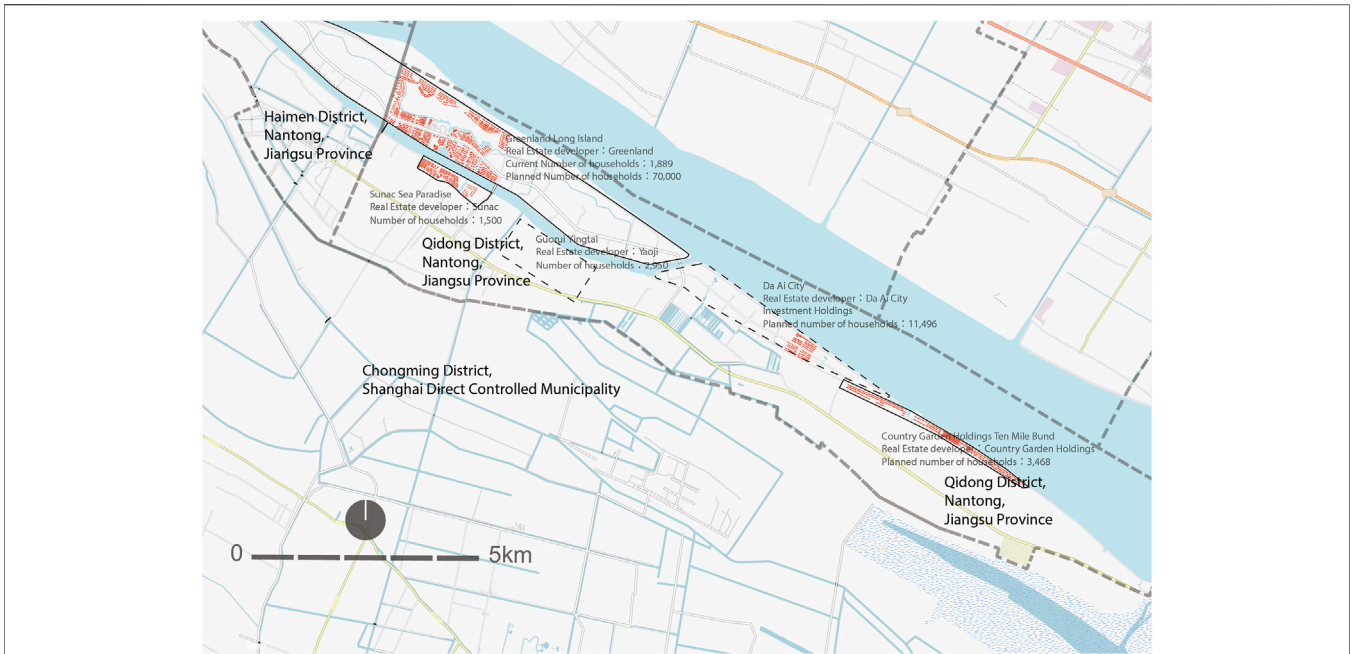 Haimen District,
Nantong,
Jiangsu Province
Greenland Long Island
Real Estate developer：Greenland
Current Number of households：1,889
Planned Number of households：70,000
Sunac Sea Paradise
Real Estate developer：Sunac
Number of households：1,500
Qidong District,
Nantong,
Jiangsu Province
Guorui Yingtai
Real Estate developer：Yaoji
Number of households：2,950
Da Ai City
Real Estate developer：Da Ai City
Investment Holdings
Planned number of households：11,496
Chongming District,
Shanghai Direct Controlled Municipality
Country Garden Holdings Ten Mile Bund
Real Estate developer：Country Garden Holdings
Planned number of households：3,468
Qidong District,
Nantong,
Jiangsu Province
0 5km